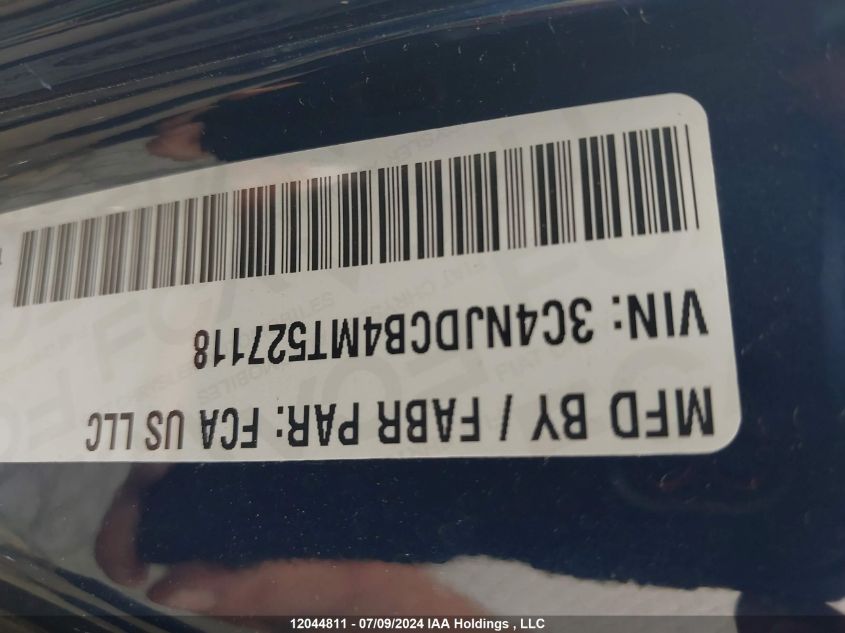 MFD BY / FABR PAR: FCA US LLC
VIN: 3C4NJDCB4MT527118
12044811 - 07/09/2024 IAA Holdings , LLC